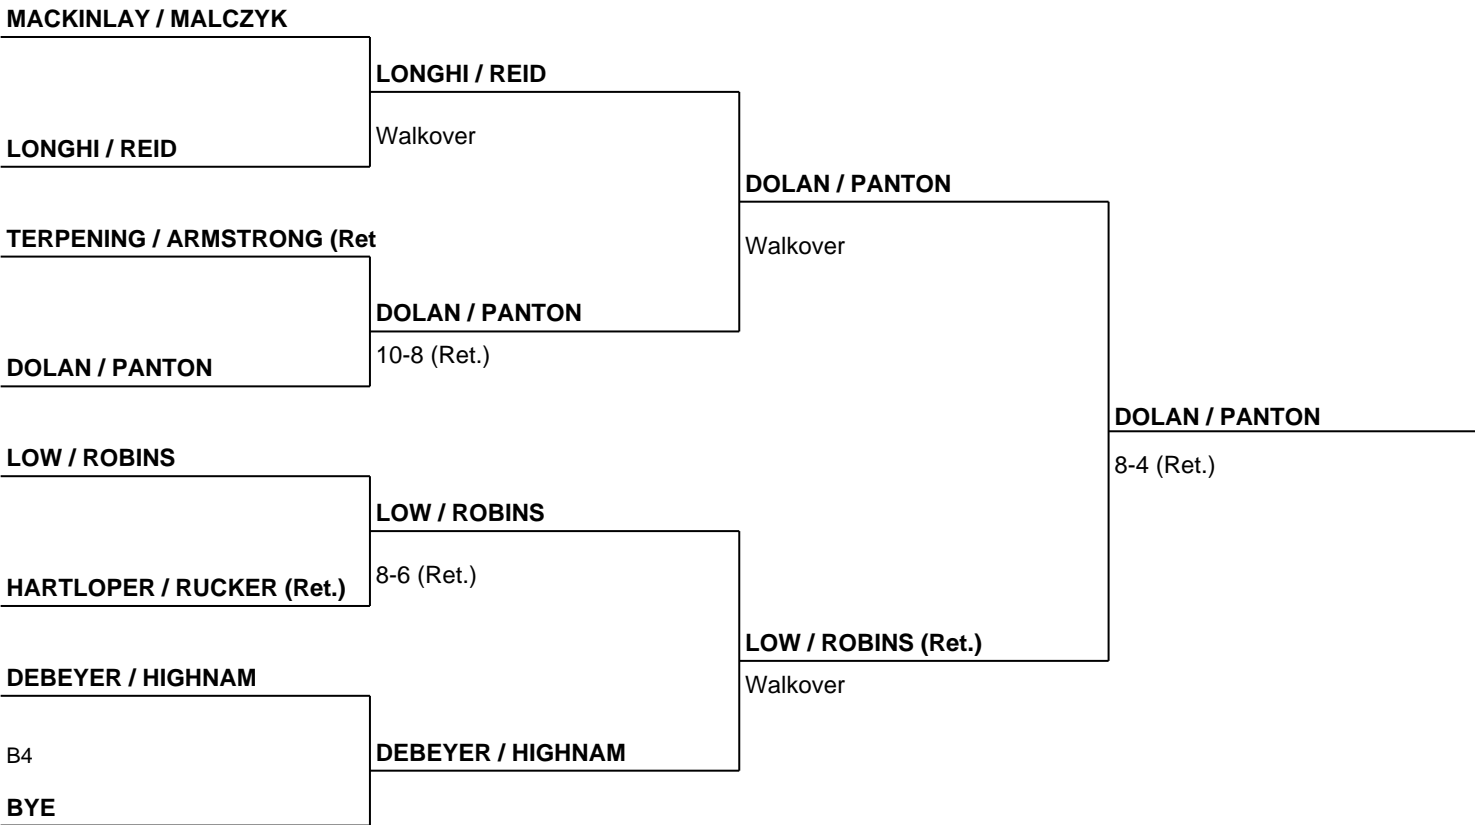 MACKINLAY / MALCZYK
LONGHI / REID
Walkover
LONGHI / REID
DOLAN / PANTON
Walkover
TERPENING / ARMSTRONG (Ret
DOLAN / PANTON
10-8 (Ret.)
DOLAN / PANTON
DOLAN / PANTON
8-4 (Ret.)
LOW / ROBINS
LOW / ROBINS
8-6 (Ret.)
HARTLOPER / RUCKER (Ret.)
LOW / ROBINS (Ret.)
Walkover
DEBEYER / HIGHNAM
B4
DEBEYER / HIGHNAM
BYE